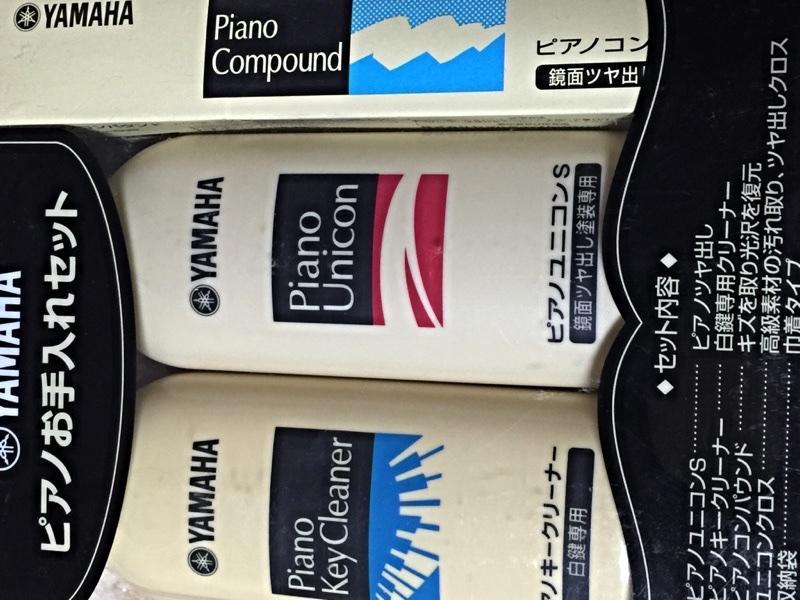 YAMAHA
ピアノお手入れセット
YAMAHA
Piano
Compound
ピアノコン
鏡面ツヤ出し
YAMAHA
Piano
Unicon
ピアノユニコンS
鏡面ツヤ出し塗装専用
YAMAHA
Piano
KeyCleaner
ノキークリーナー
白鍵専用
◆ セット内容 ◆
ピアノユニコンS………ピアノツヤ出し
ピアノキークリーナー………白鍵専用クリーナー
ピアノコンパウンド………キズを取り光沢を復元
ユニコンクロス………高級素材の汚れ取り、ツヤ出しクロス
収納袋………巾着タイプ